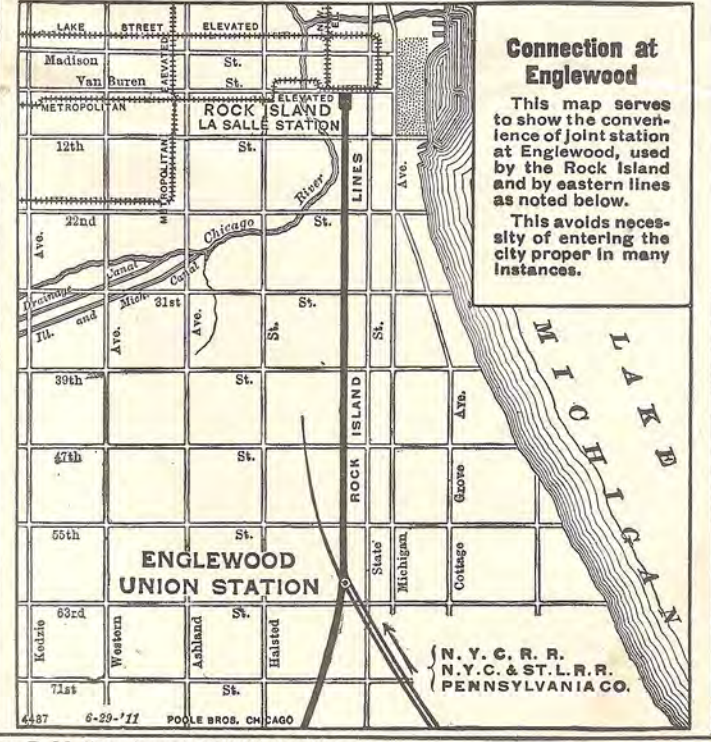 LAKE STREET ELEVATED
Madison St.
Van Buren St.
METROPOLITAN
ELEVATED
METROPOLITAN
ELEVATED
ROCK ISLAND
LA SALLE STATION
12th St.
LINES
Ave.
22nd St.
Chicago River
Ave.
Drainage Canal
Ill. and Mich. Canal
31st St.
Ave.
Ave.
St.
St.
39th St.
ROCK ISLAND
47th St.
55th St.
ENGLEWOOD
UNION STATION
63rd St.
71st St.
Kedzie
Western
Ashland
Halsted
State
Michigan
Cottage Grove Ave.
LAKE
MICHIGAN
{N. Y. C. R. R.
N.Y.C. & ST. L. R. R.
PENNSYLVANIA CO.
4487 6-29-'11 POOLE BROS. CHICAGO
Connection at
Englewood
This map serves
to show the conven-
ience of joint station
at Englewood, used
by the Rock Island
and by eastern lines
as noted below.
This avoids neces-
sity of entering the
city proper in many
instances.